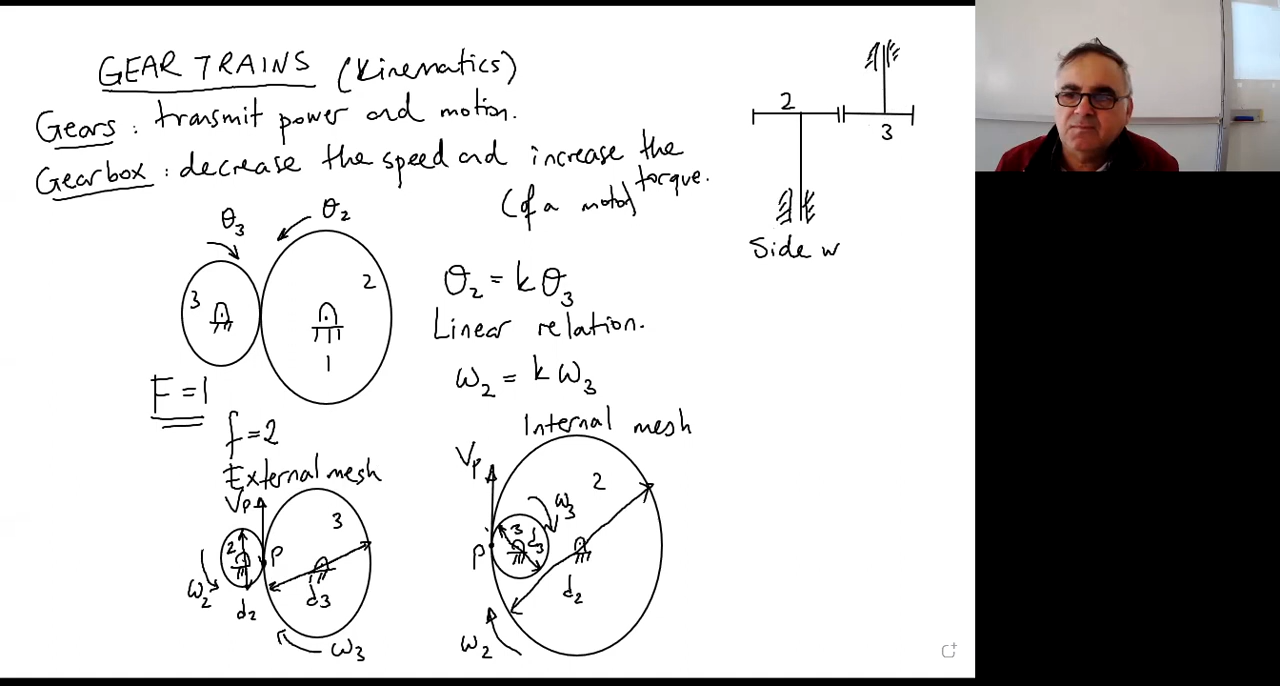 GEAR TRAINS (Kinematics)
Gears : transmit power and motion.
Gearbox : decrease the speed and increase the
torque.
(of a motor)
θ3
θ2
3
2
1
θ2 = kθ3
Linear relation.
ω2 = kω3
F = 1
f = 2
External mesh
Vp
2
P
3
ω2
d2
d3
ω3
Internal mesh
Vp
2
ω3
3
d3
P
d2
ω2
2
3
Side w